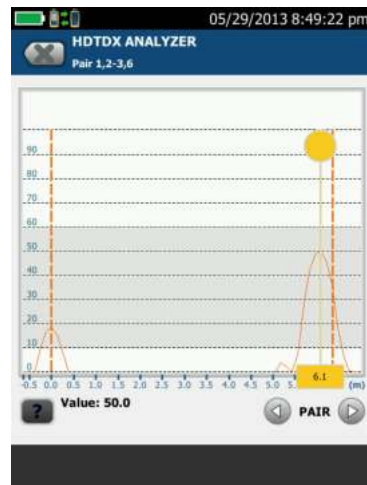 05/29/2013 8:49:22 pm
HDTDX ANALYZER
Pair 1,2-3,6
90
80
70
60
50
40
30
20
10
0
-0.5 0.0 0.5 1.0 1.5 2.0 2.5 3.0 3.5 4.0 4.5 5.0 5. 6.1 (m)
? Value: 50.0 PAIR